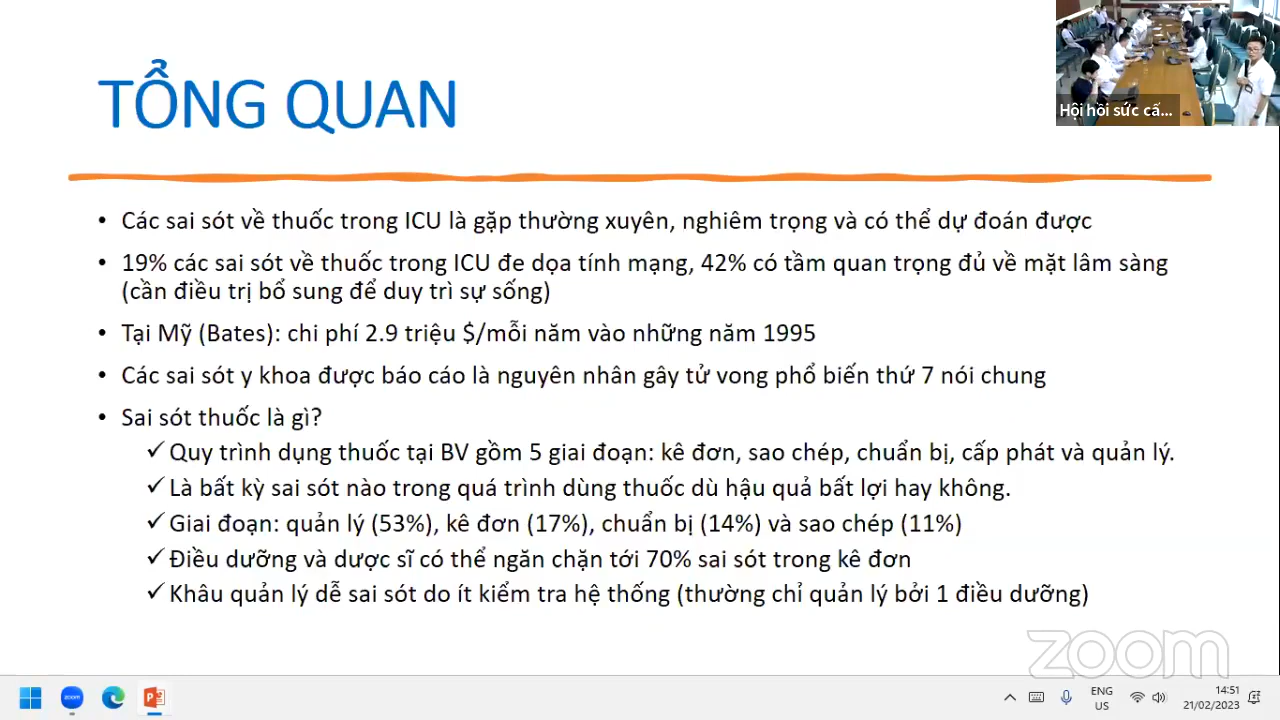 TỔNG QUAN
Hội hồi sức cấ...
• Các sai sót về thuốc trong ICU là gặp thường xuyên, nghiêm trọng và có thể dự đoán được
• 19% các sai sót về thuốc trong ICU đe dọa tính mạng, 42% có tầm quan trọng đủ về mặt lâm sàng
(cần điều trị bổ sung để duy trì sự sống)
• Tại Mỹ (Bates): chi phí 2.9 triệu $/mỗi năm vào những năm 1995
• Các sai sót y khoa được báo cáo là nguyên nhân gây tử vong phổ biến thứ 7 nói chung
• Sai sót thuốc là gì?
✓ Quy trình dụng thuốc tại BV gồm 5 giai đoạn: kê đơn, sao chép, chuẩn bị, cấp phát và quản lý.
✓ Là bất kỳ sai sót nào trong quá trình dùng thuốc dù hậu quả bất lợi hay không.
✓ Giai đoạn: quản lý (53%), kê đơn (17%), chuẩn bị (14%) và sao chép (11%)
✓ Điều dưỡng và dược sĩ có thể ngăn chặn tới 70% sai sót trong kê đơn
✓ Khâu quản lý dễ sai sót do ít kiểm tra hệ thống (thường chỉ quản lý bởi 1 điều dưỡng)
zoom
zoom
ENG
US
14:51
21/02/2023